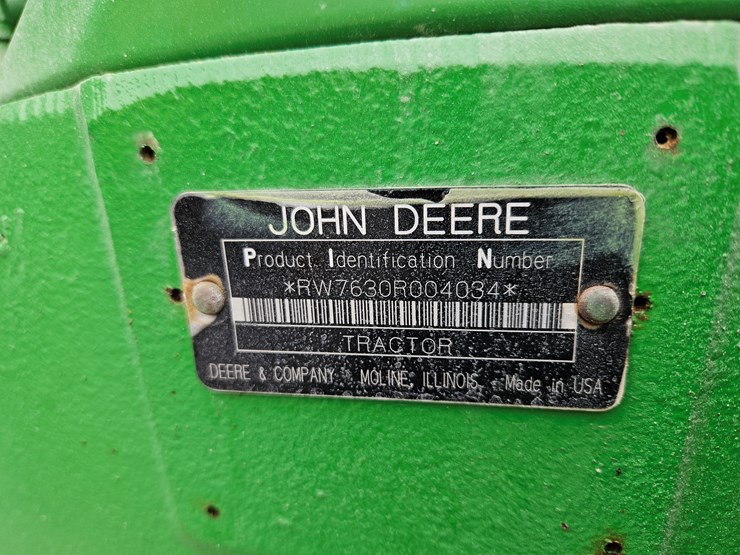 JOHN DEERE
Product Identification Number
*RW7630R004034*
TRACTOR
DEERE & COMPANY MOLINE, ILLINOIS Made in USA